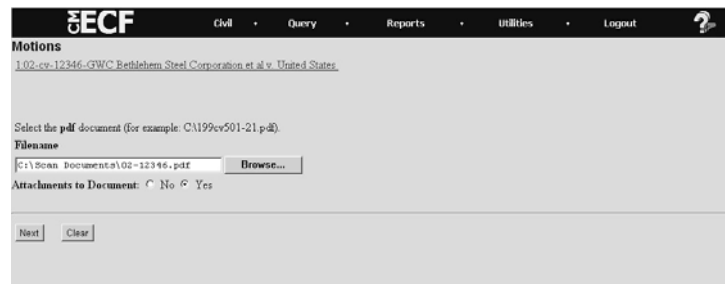 CM ECF Civil • Query • Reports • Utilities • Logout ?
Motions
1:02-cv-12346-GWC Bethlehem Steel Corporation et al v. United States
Select the pdf document (for example: C:\199cv501-21.pdf).
Filename
C:\Scan Documents\02-12346.pdf Browse...
Attachments to Document: No Yes
Next Clear